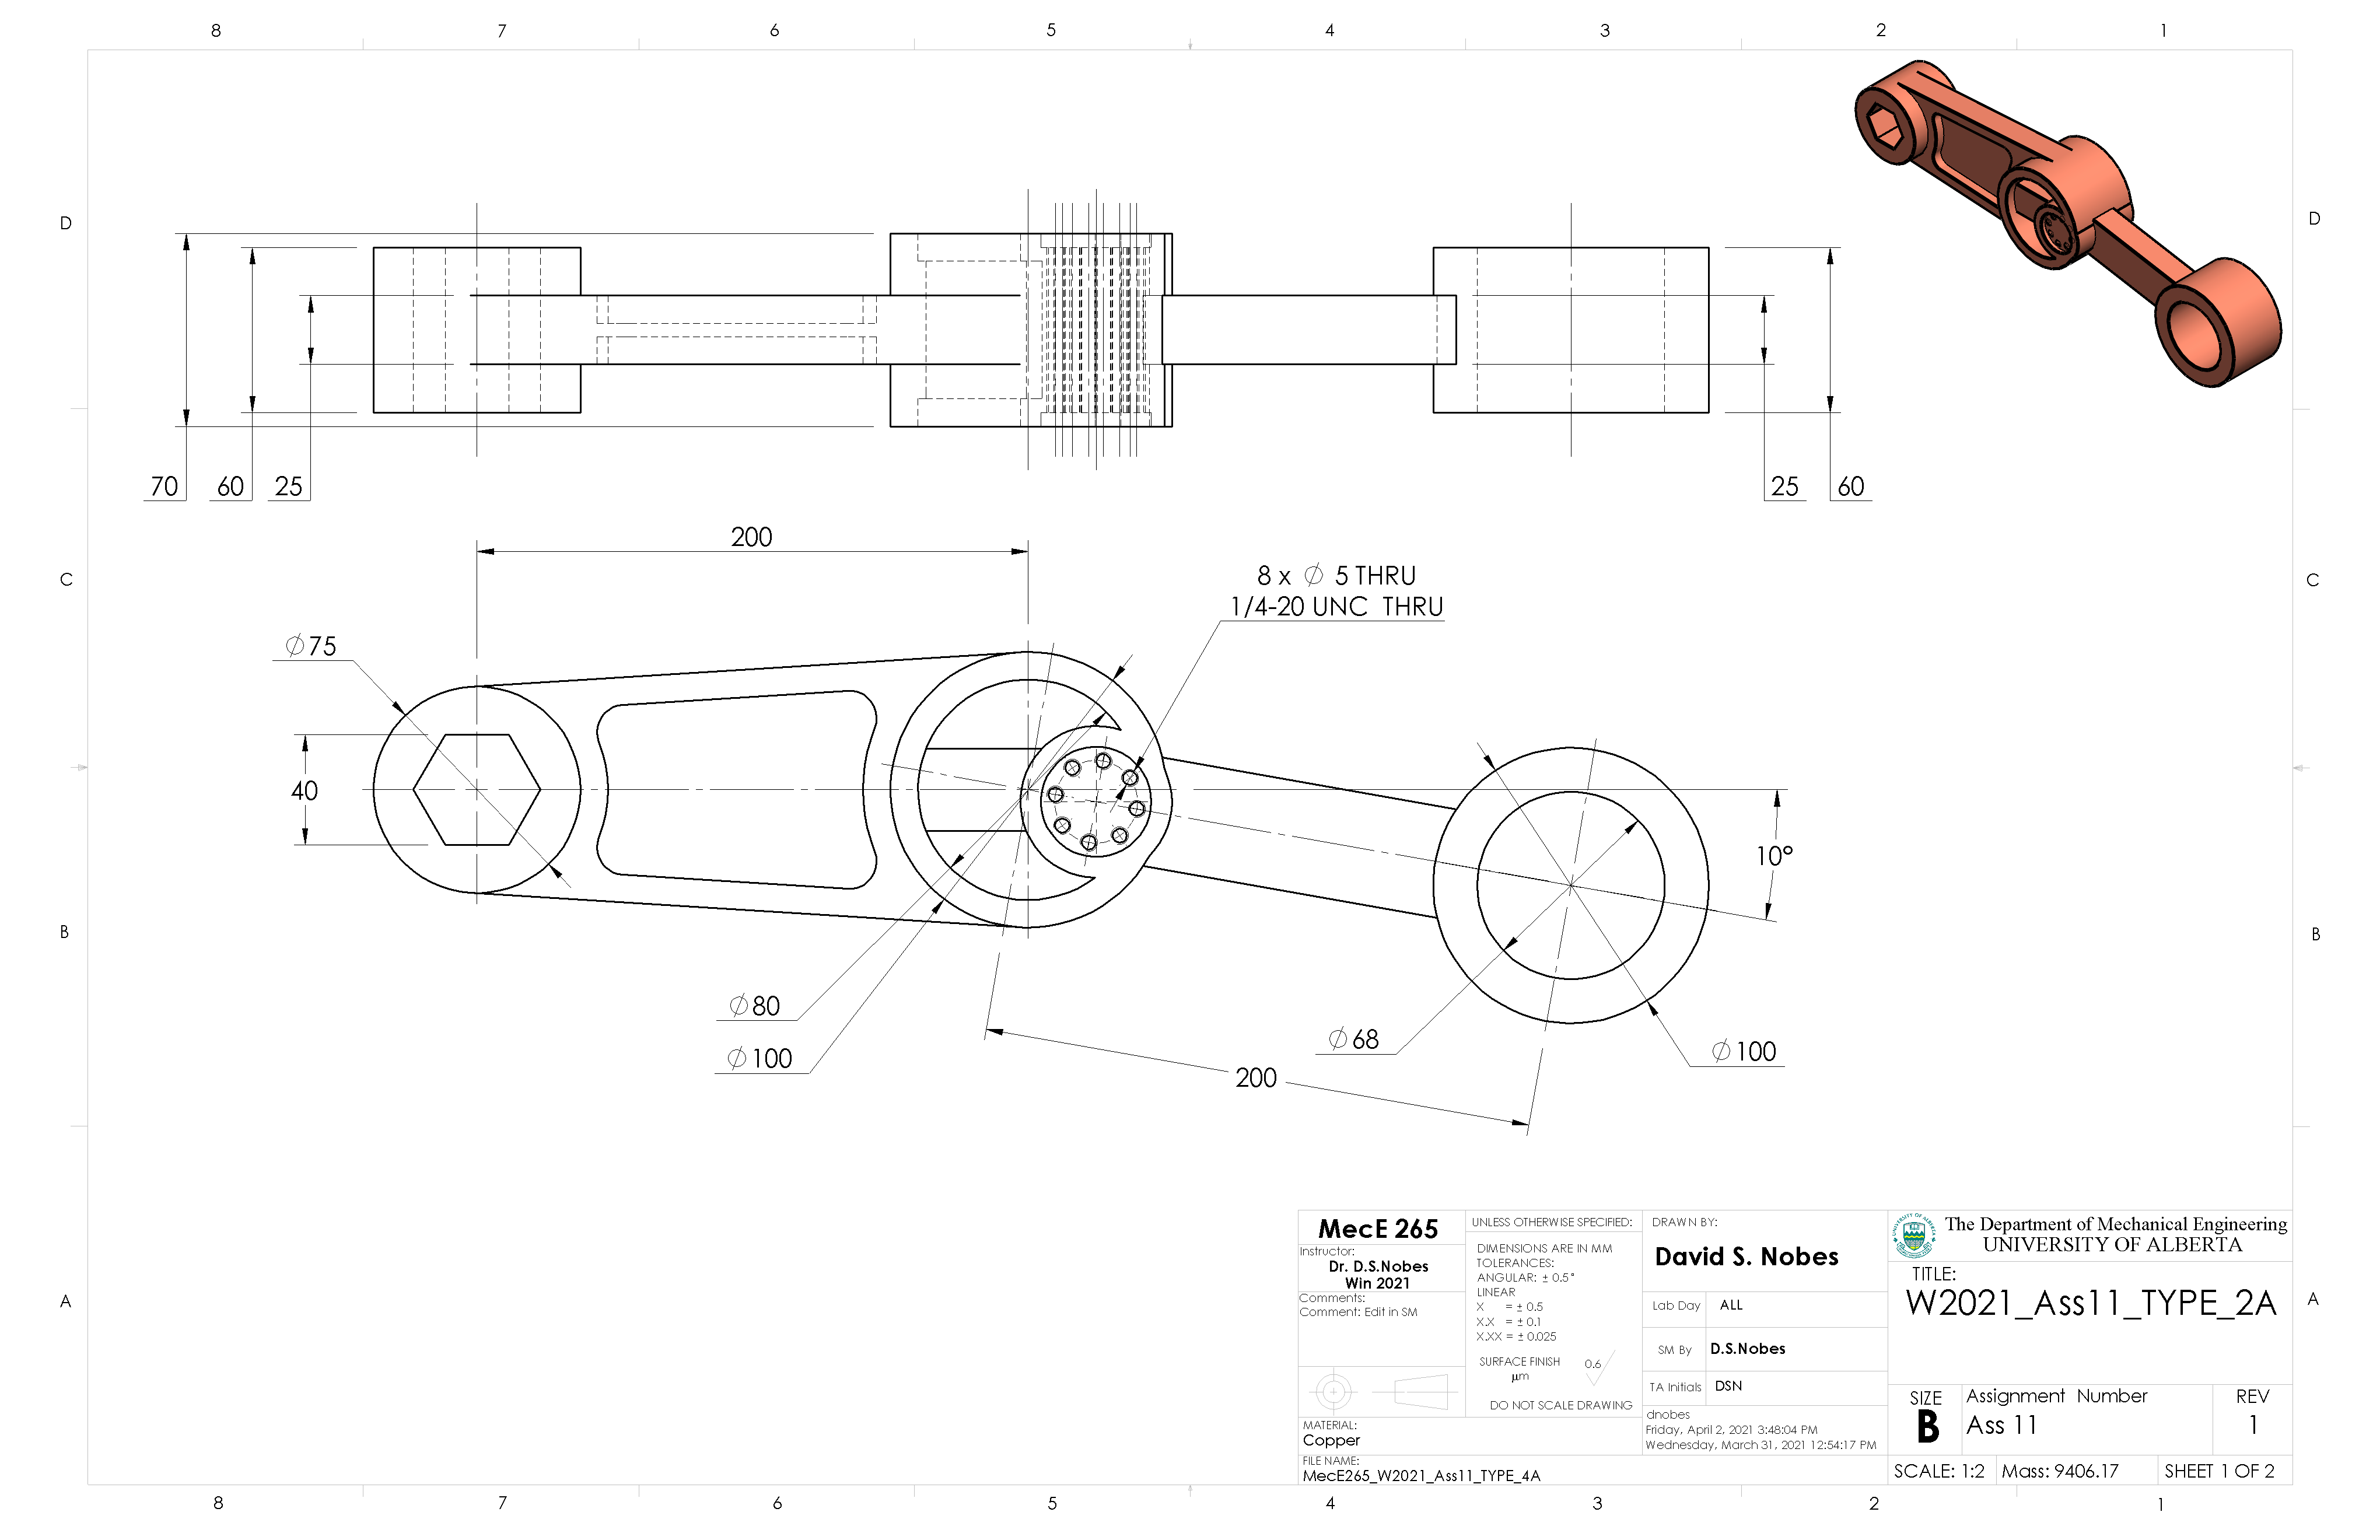 8 7 6 5 4 3 2 1
D D
70 60 25 25 60
200
C C
8 x ∅ 5 THRU
1/4-20 UNC THRU
∅75
40
10°
B B
∅80
∅68
∅100
∅100
200
MecE 265
Instructor:
Dr. D.S.Nobes
Win 2021
Comments:
Comment: Edit in SM
UNLESS OTHERWISE SPECIFIED:
DIMENSIONS ARE IN MM
TOLERANCES:
ANGULAR: ± 0.5°
LINEAR
X = ± 0.5
X.X = ± 0.1
X.XX = ± 0.025
SURFACE FINISH 0.6
µm
DO NOT SCALE DRAWING
MATERIAL:
Copper
FILE NAME:
MecE265_W2021_Ass11_TYPE_4A
DRAWN BY:
David S. Nobes
Lab Day ALL
SM By D.S.Nobes
TA Initials DSN
dnobes
Friday, April 2, 2021 3:48:04 PM
Wednesday, March 31, 2021 12:54:17 PM
UNIVERSITY OF ALBERTA
The Department of Mechanical Engineering
UNIVERSITY OF ALBERTA
TITLE:
W2021_Ass11_TYPE_2A
SIZE
B
Assignment Number
Ass 11
REV
1
SCALE: 1:2 Mass: 9406.17 SHEET 1 OF 2
A A
8 7 6 5 4 3 2 1